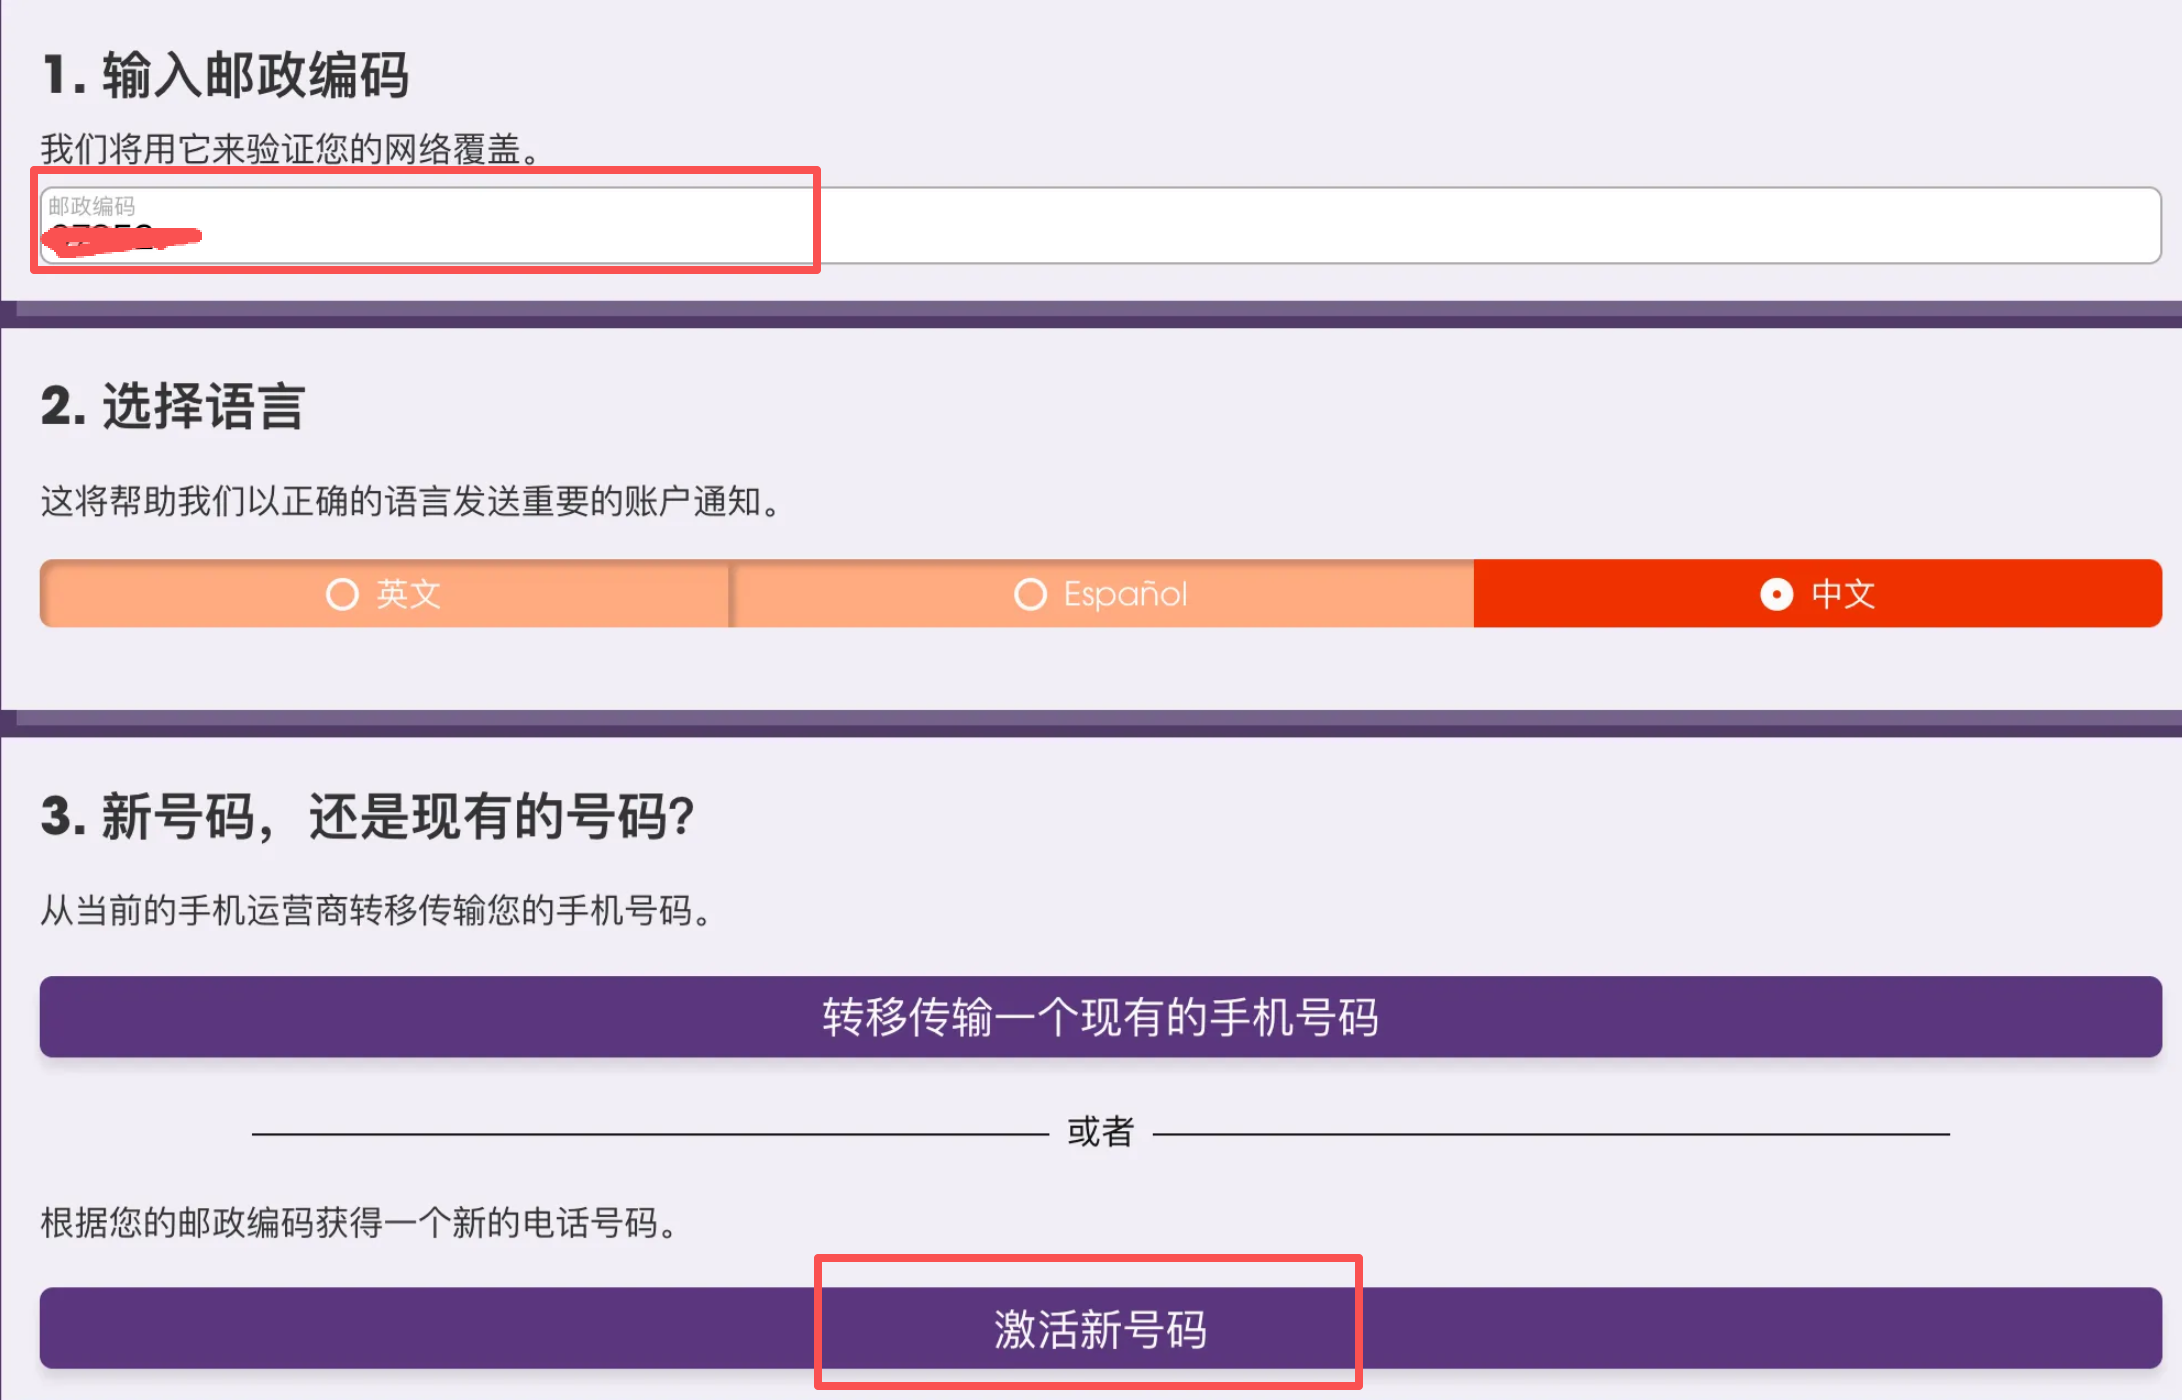 1. 输入邮政编码
我们将用它来验证您的网络覆盖。
邮政编码
2. 选择语言
这将帮助我们以正确的语言发送重要的账户通知。
英文
Español
中文
3. 新号码，还是现有的号码?
从当前的手机运营商转移传输您的手机号码。
转移传输一个现有的手机号码
或者
根据您的邮政编码获得一个新的电话号码。
激活新号码